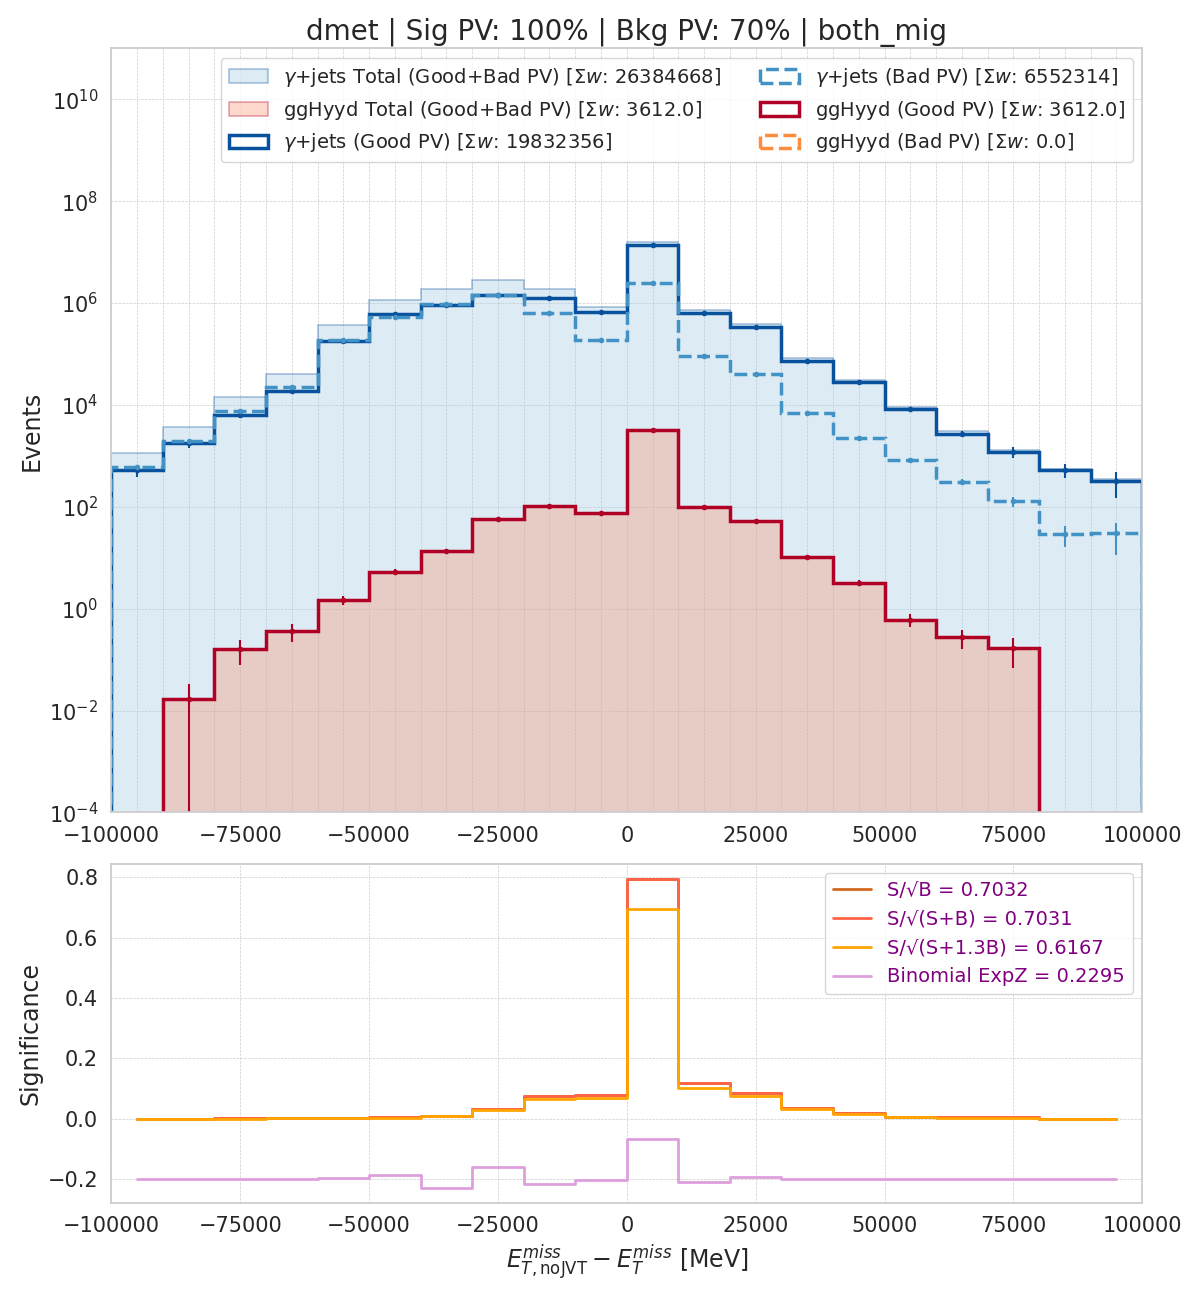 dmet | Sig PV: 100% | Bkg PV: 70% | both_mig
γ+jets Total (Good+Bad PV) [Σw: 26384668]
ggHyyd Total (Good+Bad PV) [Σw: 3612.0]
γ+jets (Good PV) [Σw: 19832356]
γ+jets (Bad PV) [Σw: 6552314]
ggHyyd (Good PV) [Σw: 3612.0]
ggHyyd (Bad PV) [Σw: 0.0]
Events
10^10
10^8
10^6
10^4
10^2
10^0
10^−2
10^−4
−100000 −75000 −50000 −25000 0 25000 50000 75000 100000
Significance
0.8
0.6
0.4
0.2
0.0
−0.2
S/√B = 0.7032
S/√(S+B) = 0.7031
S/√(S+1.3B) = 0.6167
Binomial ExpZ = 0.2295
−100000 −75000 −50000 −25000 0 25000 50000 75000 100000
E_{T,noJVT}^{miss} − E_T^{miss} [MeV]